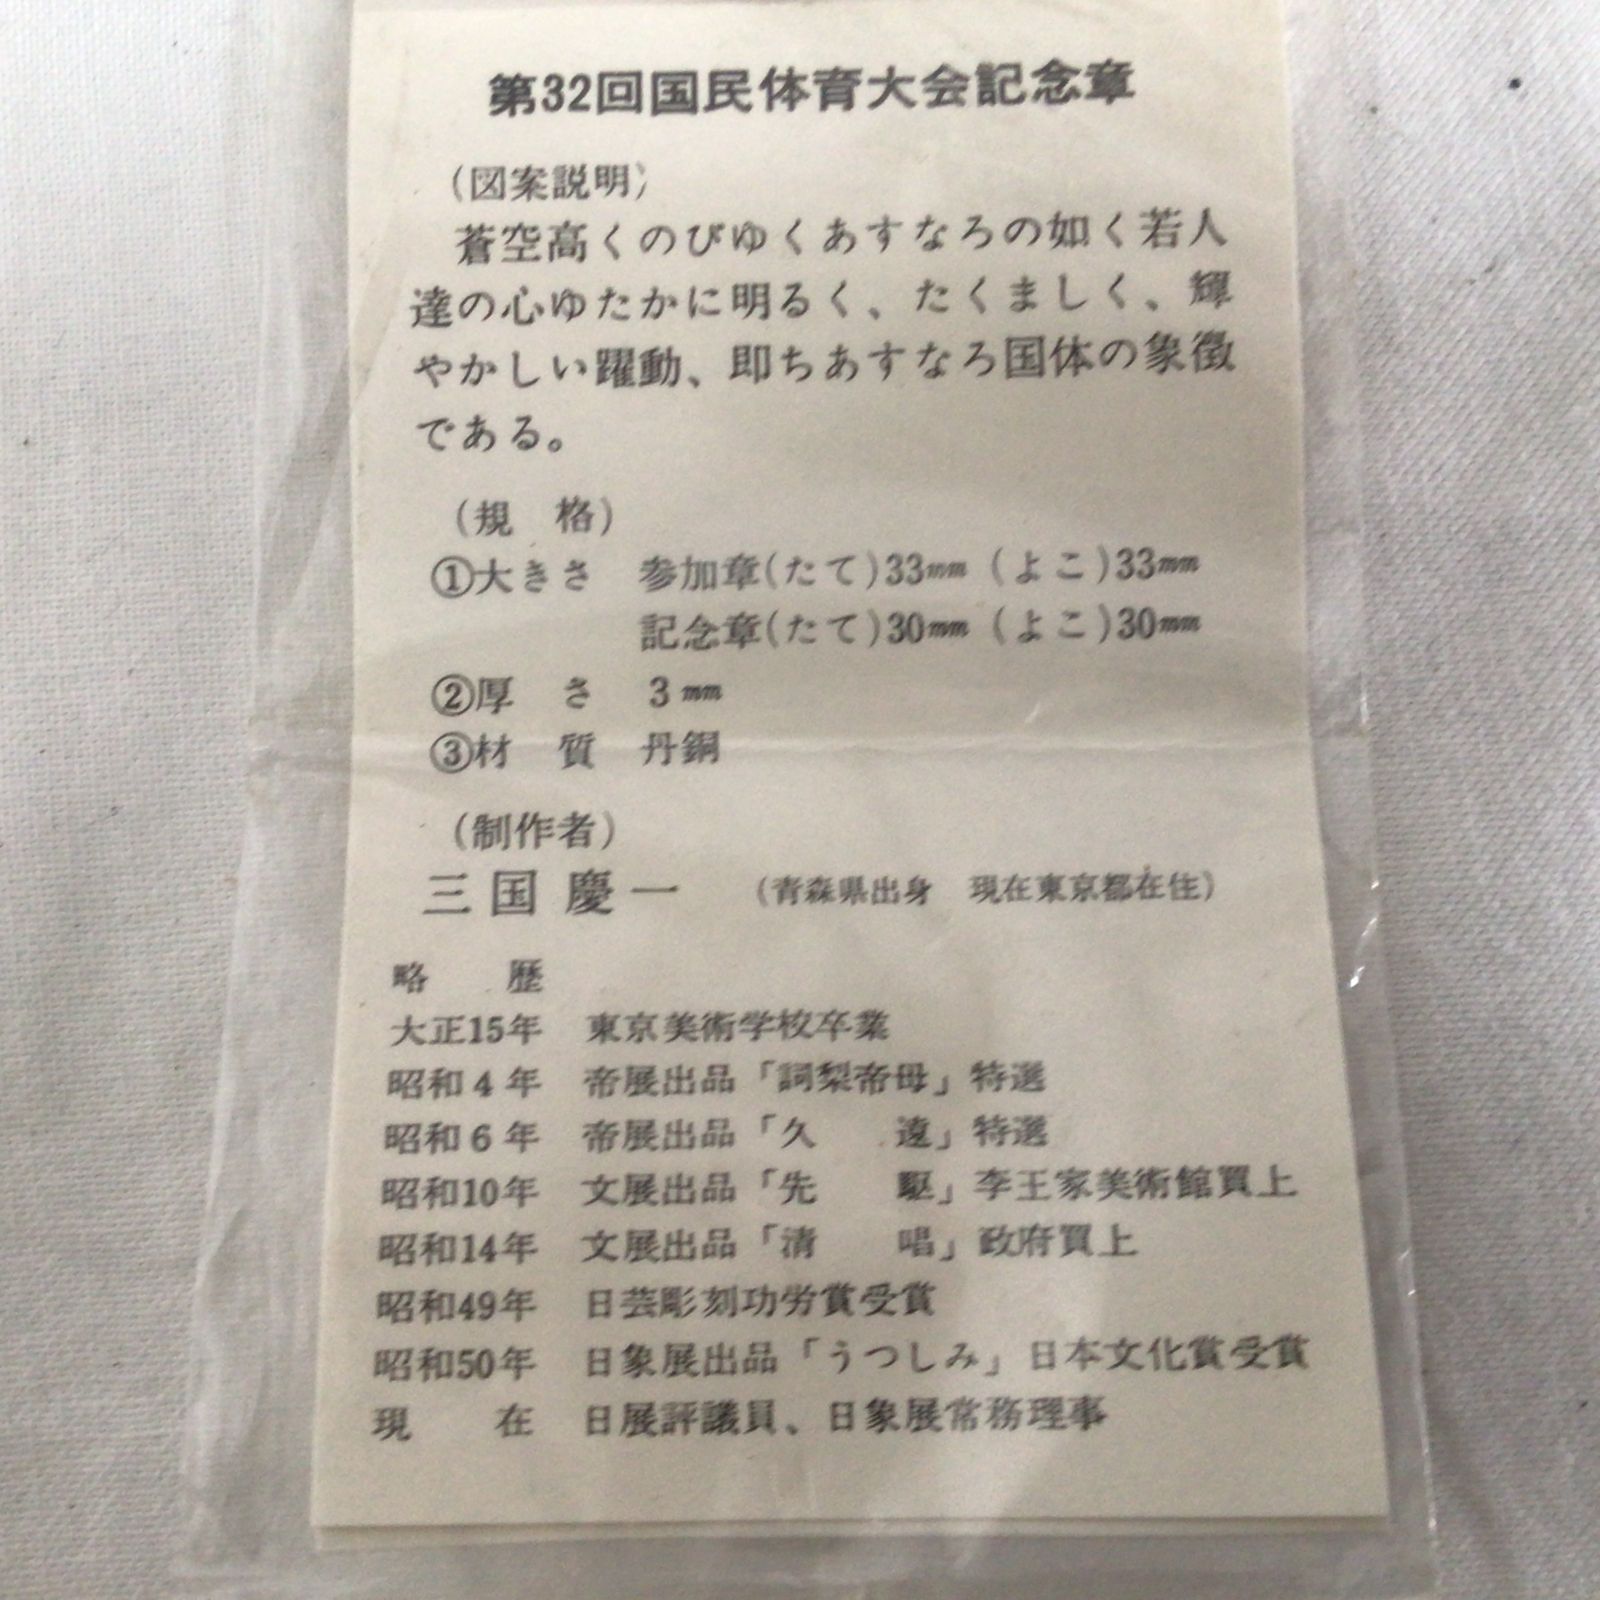 第32回国民体育大会記念章
(図案説明)
蒼空高くのびゆくあすなろの如く若人
達の心ゆたかに明るく、たくましく、輝
やかしい躍動、即ちあすなろ国体の象徴
である。
(規　格)
①大きさ　参加章(たて)33mm (よこ)33mm
記念章(たて)30mm (よこ)30mm
②厚　さ　3mm
③材　質　丹銅
(制作者)
三国慶一　(青森県出身　現在東京都在住)
略　歴
大正15年　東京美術学校卒業
昭和4年　帝展出品「訶梨帝母」特選
昭和6年　帝展出品「久　遠」特選
昭和10年　文展出品「先　駆」李王家美術館買上
昭和14年　文展出品「清　唱」政府買上
昭和49年　日芸彫刻功労賞受賞
昭和50年　日象展出品「うつしみ」日本文化賞受賞
現　在　日展評議員、日象展常務理事